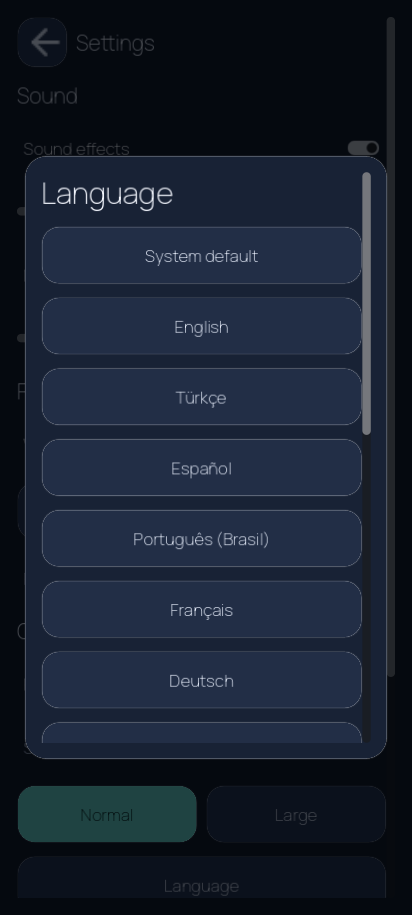 Settings
Sound
Sound effects
Language
System default
English
Türkçe
Español
Português (Brasil)
Français
Deutsch
Normal
Large
Language